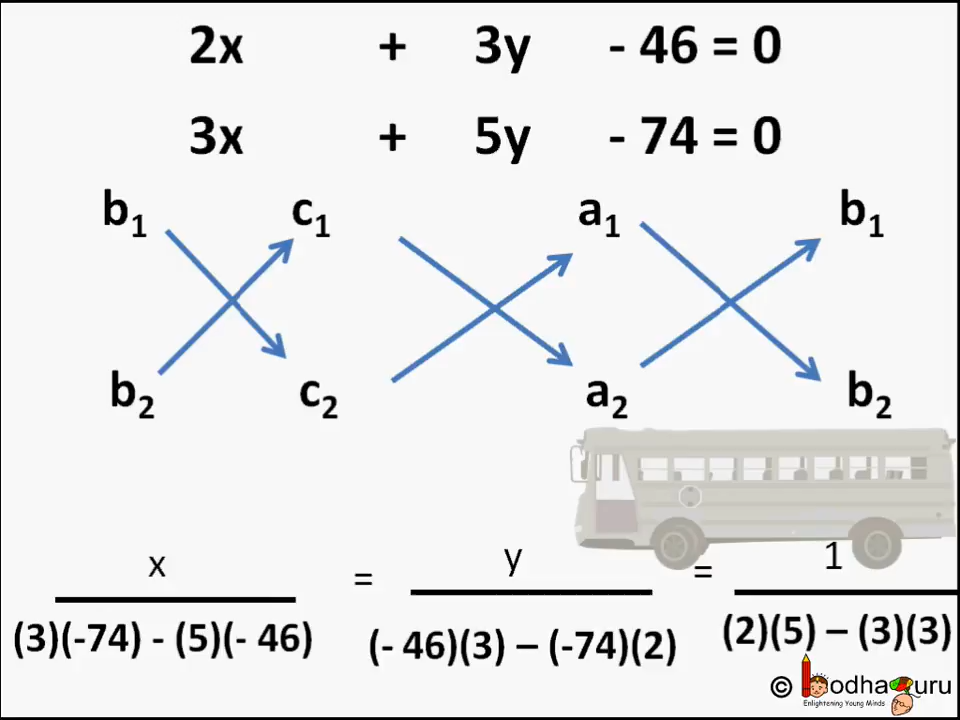 2x + 3y - 46 = 0
3x + 5y - 74 = 0
b₁ c₁ a₁ b₁
b₂ c₂ a₂ b₂
x = y = 1
(3)(-74) - (5)(- 46) (- 46)(3) – (-74)(2) (2)(5) – (3)(3)
© bodhaguru
Enlightening Young Minds